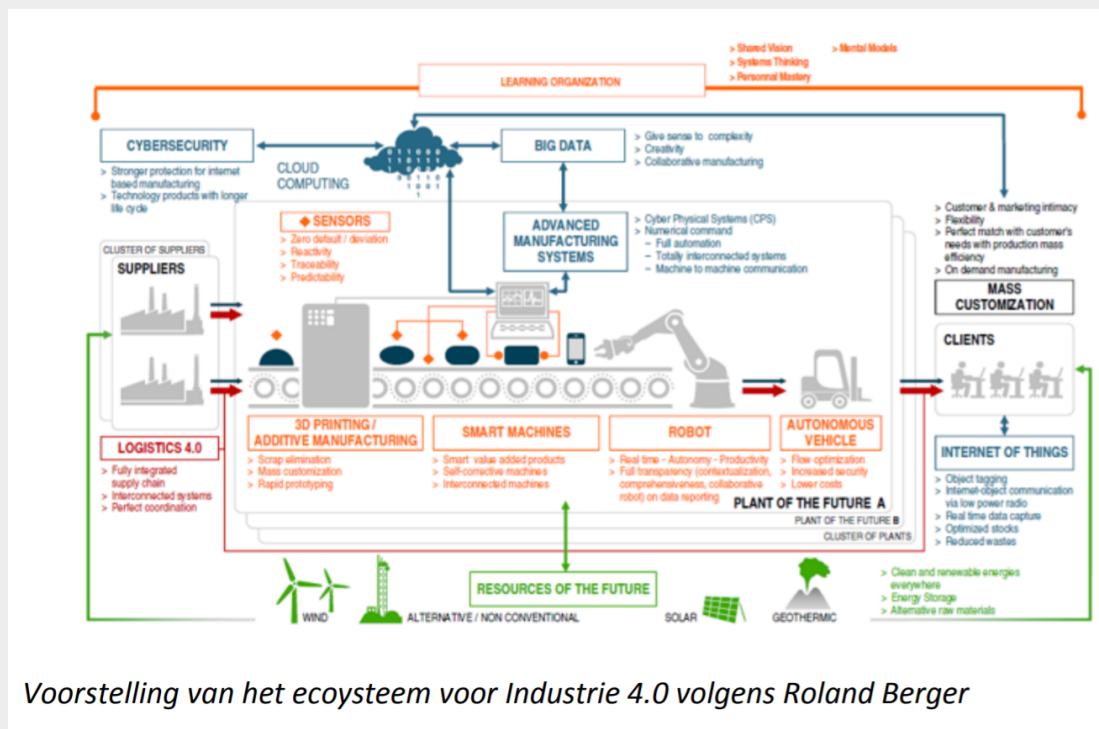 > Shared Vision
> Mental Models
> Systems Thinking
> Personnal Mastery
LEARNING ORGANIZATION
CYBERSECURITY
> Stronger protection for internet
based manufacturing
> Technology products with longer
life cycle
CLOUD
COMPUTING
011000
110110
00110
01 10
1001
BIG DATA
> Give sense to complexity
> Creativity
> Collaborative manufacturing
SENSORS
> Zero default / deviation
> Reactivity
> Traceability
> Predictability
ADVANCED
MANUFACTURING
SYSTEMS
> Cyber Physical Systems (CPS)
> Numerical command
– Full automation
– Totally interconnected systems
– Machine to machine communication
> Customer & marketing intimacy
> Flexibility
> Perfect match with customer's
needs with production mass
efficiency
> On demand manufacturing
MASS
CUSTOMIZATION
CLUSTER OF SUPPLIERS
SUPPLIERS
CLIENTS
LOGISTICS 4.0
> Fully integrated
supply chain
> Interconnected systems
> Perfect coordination
3D PRINTING /
ADDITIVE MANUFACTURING
> Scrap elimination
> Mass customization
> Rapid prototyping
SMART MACHINES
> Smart value added products
> Self-corrective machines
> Interconnected machines
ROBOT
> Real time - Autonomy - Productivity
> Full transparency (contextualization,
comprehensiveness, collaborative
robot) on data reporting
AUTONOMOUS
VEHICLE
> Flow optimization
> Increased security
> Lower costs
PLANT OF THE FUTURE A
PLANT OF THE FUTURE B
CLUSTER OF PLANTS
INTERNET OF THINGS
> Object tagging
> Internet-object communication
via low power radio
> Real time data capture
> Optimized stocks
> Reduced wastes
RESOURCES OF THE FUTURE
WIND
ALTERNATIVE / NON CONVENTIONAL
SOLAR
GEOTHERMIC
> Clean and renewable energies
everywhere
> Energy Storage
> Alternative raw materials
Voorstelling van het ecoysteem voor Industrie 4.0 volgens Roland Berger